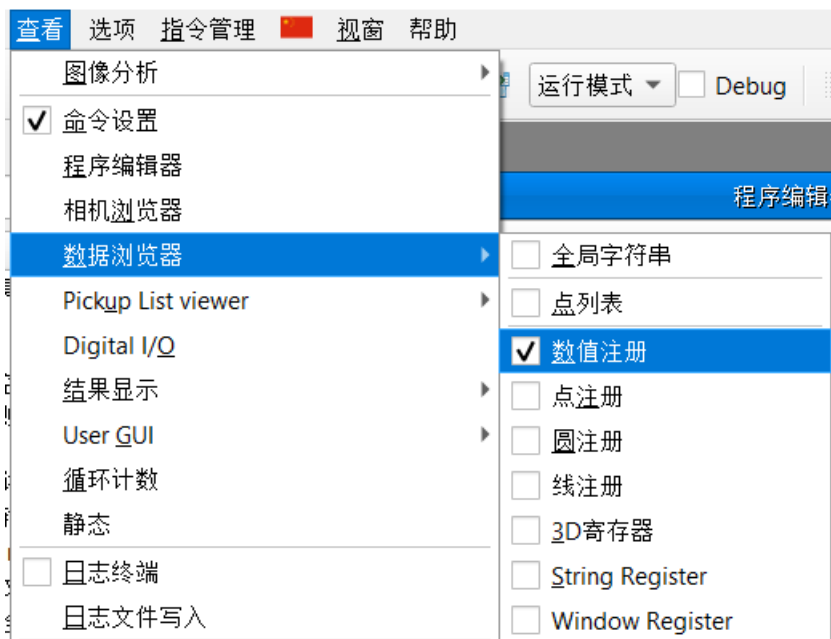 查看 选项 指令管理 视窗 帮助
图像分析
运行模式 Debug
命令设置
程序编辑器
相机浏览器
程序编辑
数据浏览器
全局字符串
Pickup List viewer
点列表
Digital I/O
数值注册
结果显示
点注册
User GUI
圆注册
循环计数
线注册
静态
3D寄存器
日志终端
String Register
日志文件写入
Window Register